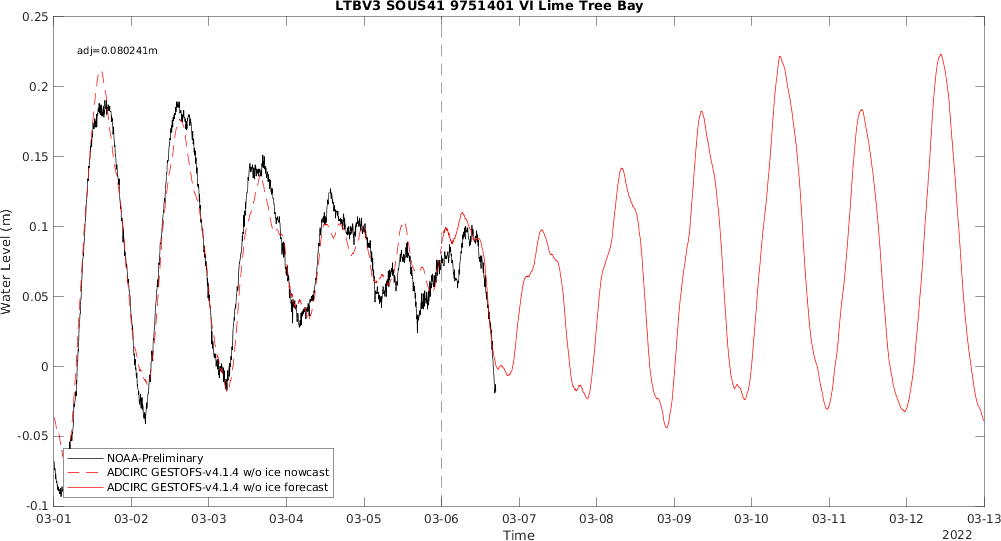 LTBV3 SOUS41 9751401 VI Lime Tree Bay
adj=0.080241m
Water Level (m)
0.25
0.2
0.15
0.1
0.05
0
-0.05
-0.1
NOAA-Preliminary
ADCIRC GESTOFS-v4.1.4 w/o ice nowcast
ADCIRC GESTOFS-v4.1.4 w/o ice forecast
03-01 03-02 03-03 03-04 03-05 03-06 03-07 03-08 03-09 03-10 03-11 03-12 03-13
Time
2022